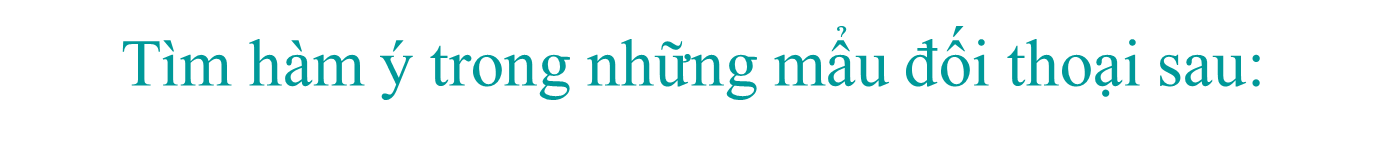 Tìm hàm ý trong những mẩu đối thoại sau: